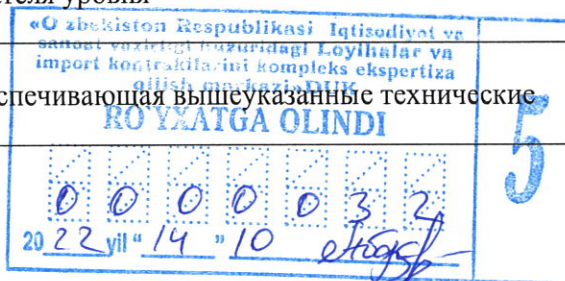 уровня
«O'zbekiston Respublikasi Iqtisodiyot va
sanoat vazirligi huzuridagi Loyihalar va
import kontraktlarini kompleks ekspertiza
qilish markazi» DUK
спечивающая вышеуказанные технические
RO'YXATGA OLINDI
5
0 0 0 0 0 3 2
2022 yil "14" 10